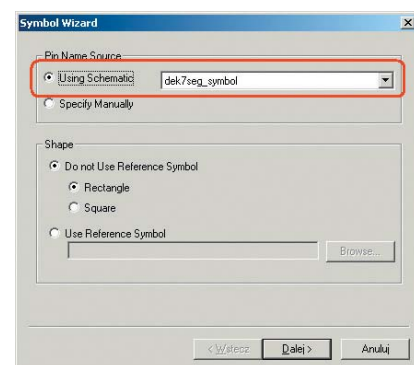 Symbol Wizard
Pin Name Source
Using Schematic
dek7seg_symbol
Specify Manually
Shape
Do not Use Reference Symbol
Rectangle
Square
Use Reference Symbol
Browse...
< Wstecz
Dalej >
Anuluj